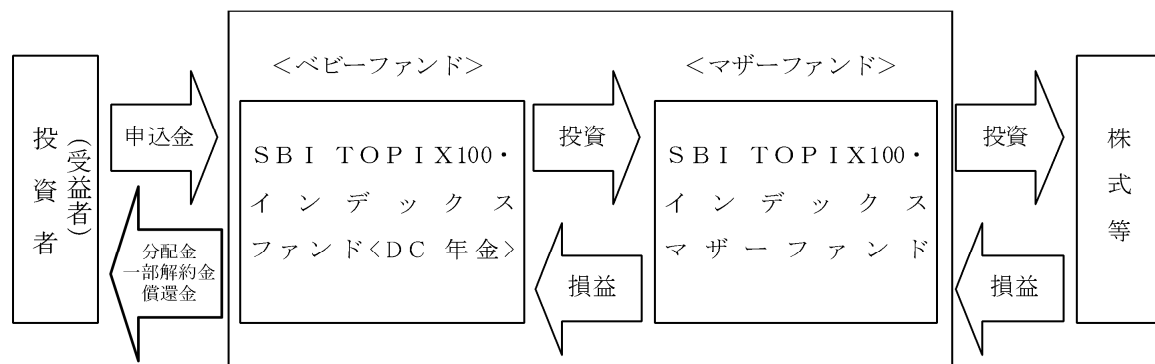 投資者
(受益者)
申込金
分配金
一部解約金
償還金
＜ベビーファンド＞
ＳＢＩ ＴＯＰＩＸ100・
インデックス
ファンド＜ＤＣ 年金＞
投資
損益
＜マザーファンド＞
ＳＢＩ ＴＯＰＩＸ100・
インデックス
マザーファンド
投資
損益
株式等